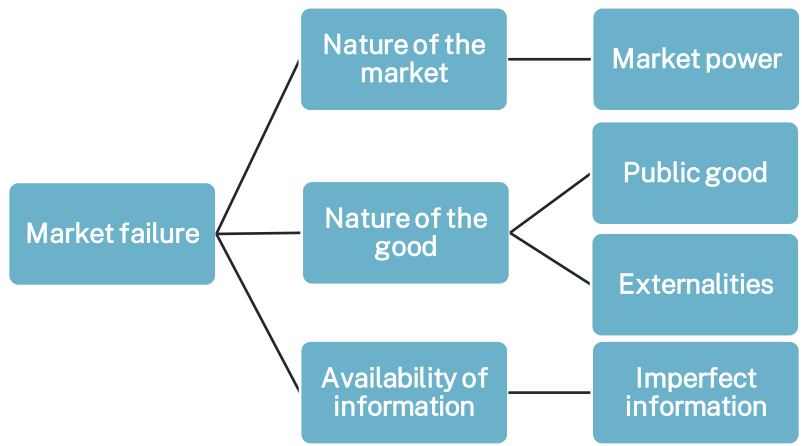 Nature of the
market
Market power
Public good
Market failure
Nature of the
good
Externalities
Availability of
information
Imperfect
information